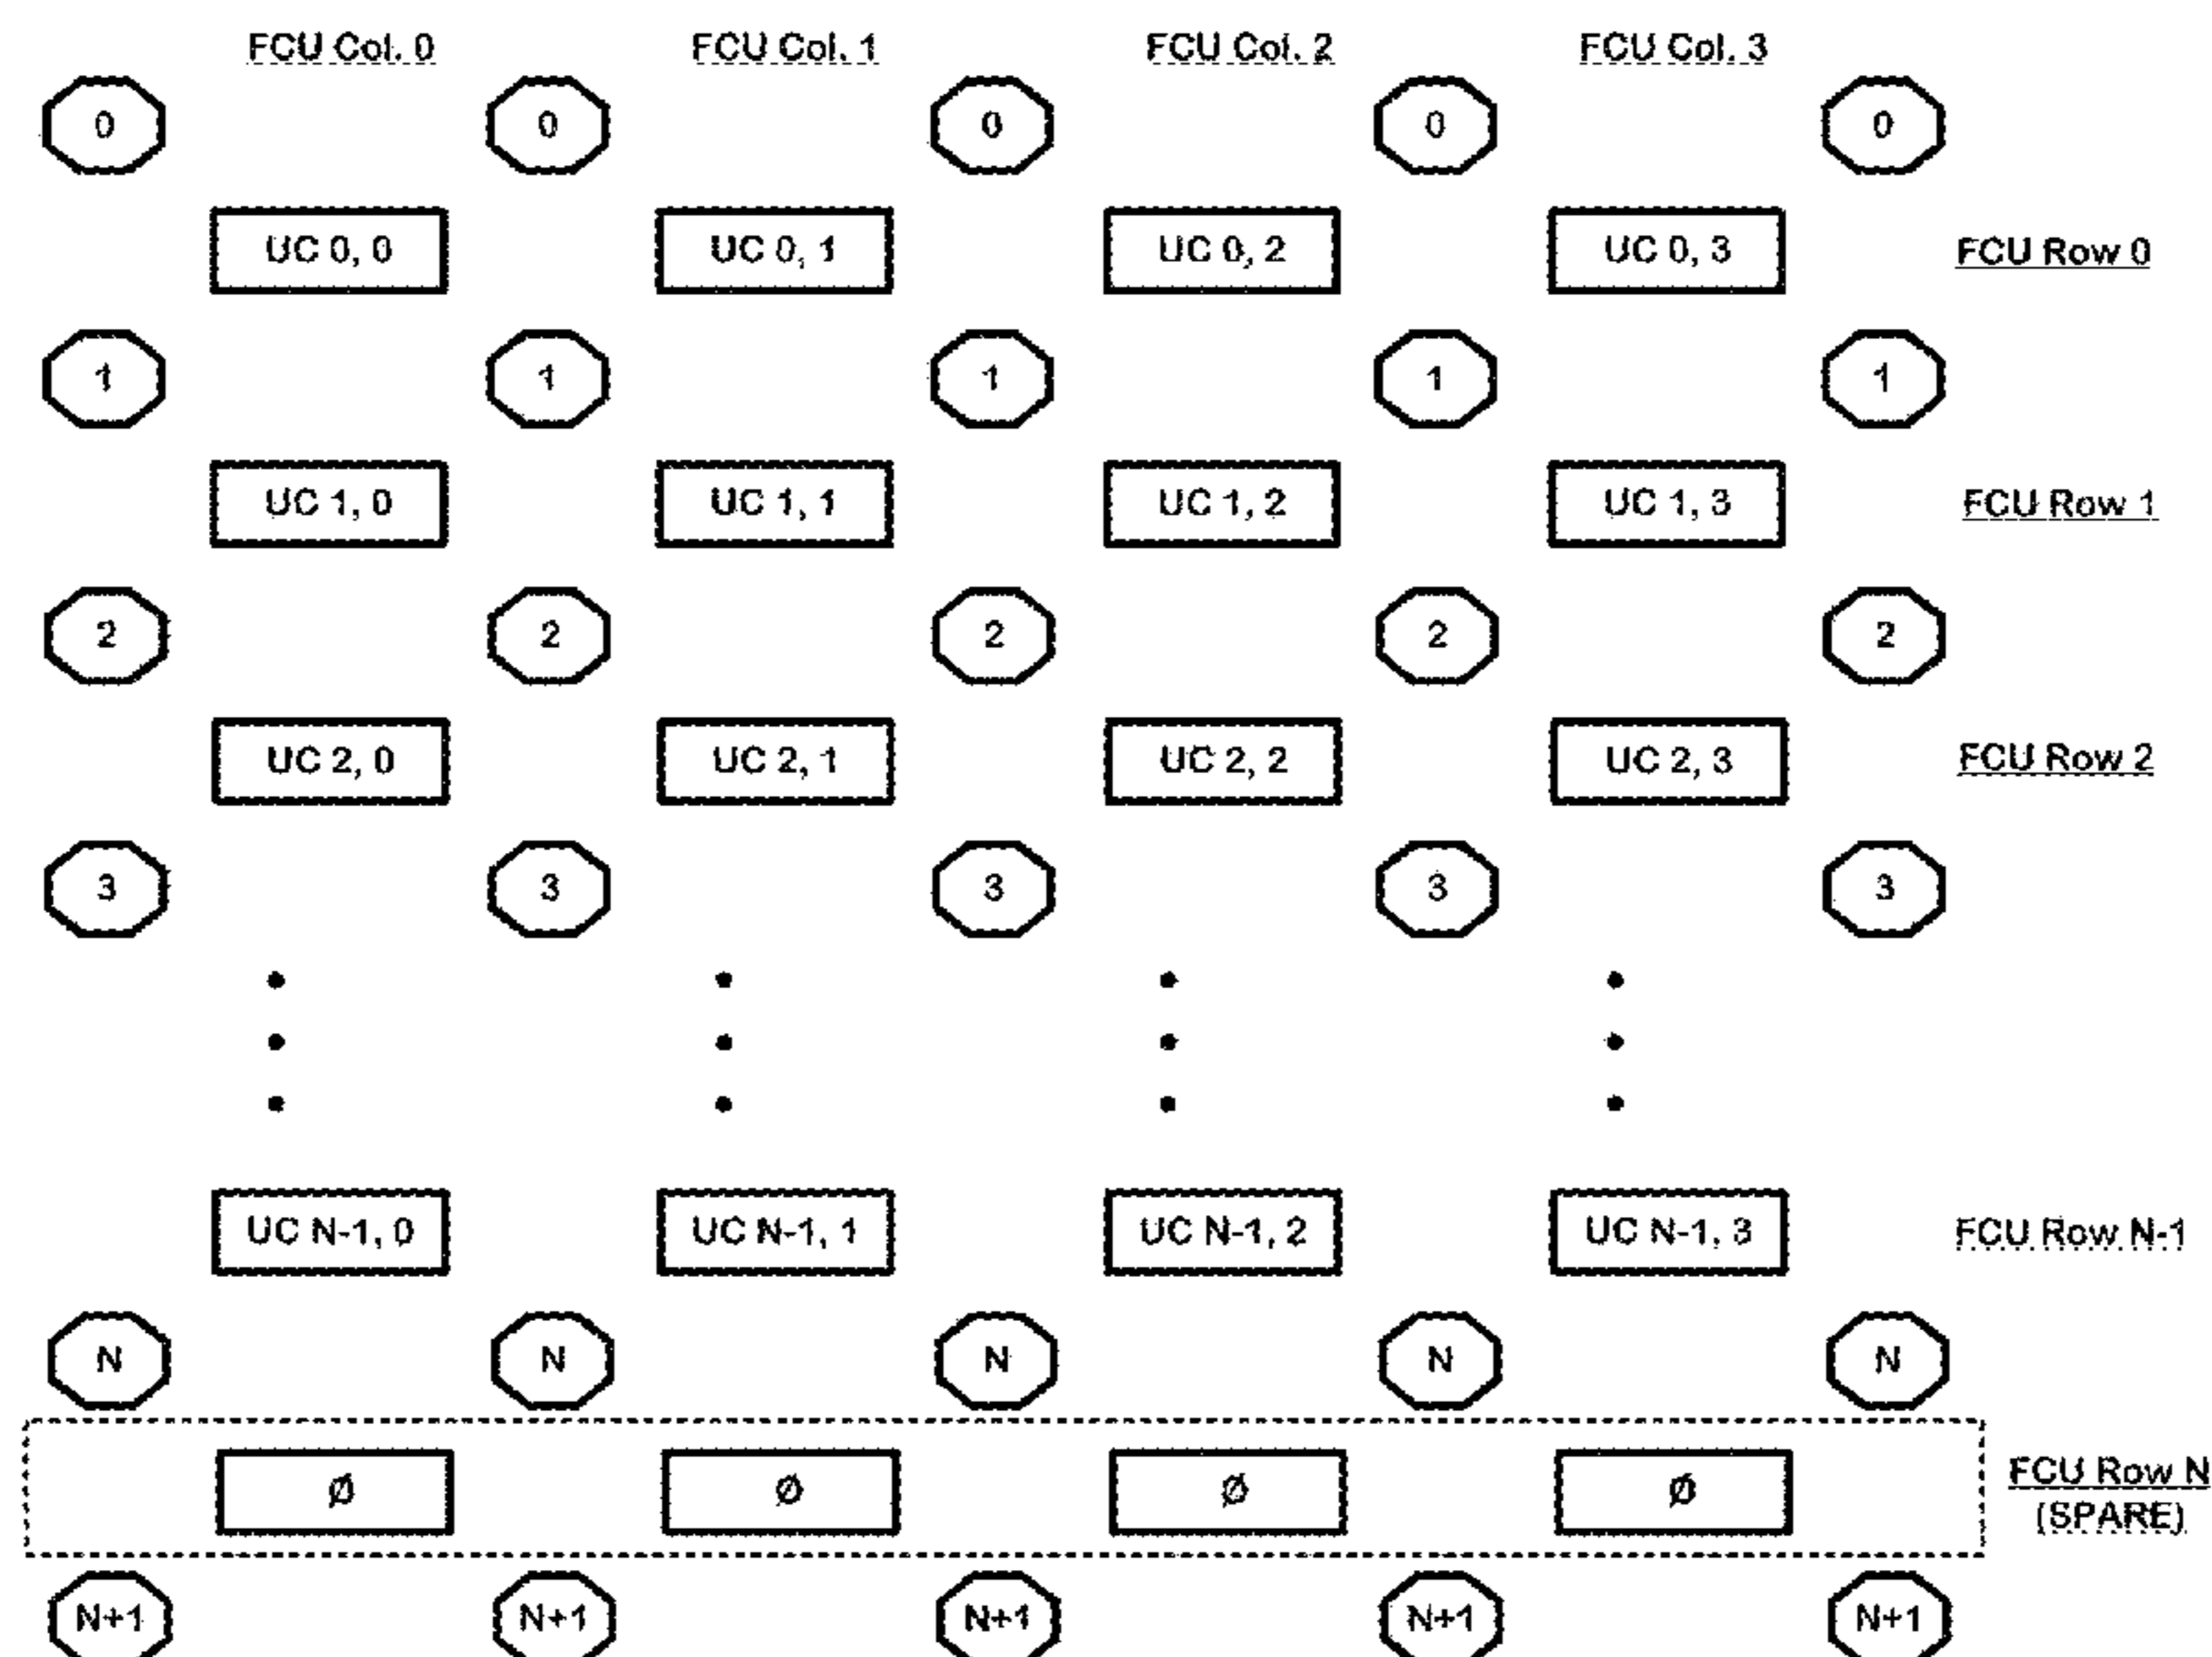 FCU Col. 0 FCU Col. 1 FCU Col. 2 FCU Col. 3
0 0 0 0 0
UC 0, 0 UC 0, 1 UC 0, 2 UC 0, 3 FCU Row 0
1 1 1 1 1
UC 1, 0 UC 1, 1 UC 1, 2 UC 1, 3 FCU Row 1
2 2 2 2 2
UC 2, 0 UC 2, 1 UC 2, 2 UC 2, 3 FCU Row 2
3 3 3 3 3
UC N-1, 0 UC N-1, 1 UC N-1, 2 UC N-1, 3 FCU Row N-1
N N N N N
Ø Ø Ø Ø FCU Row N
(SPARE)
N+1 N+1 N+1 N+1 N+1